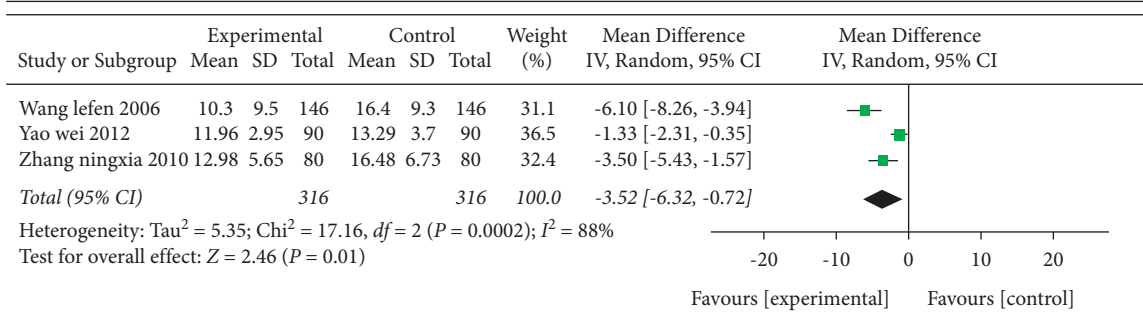 Experimental Control Weight Mean Difference Mean Difference
Study or Subgroup Mean SD Total Mean SD Total (%) IV, Random, 95% CI IV, Random, 95% CI
Wang lefen 2006 10.3 9.5 146 16.4 9.3 146 31.1 -6.10 [-8.26, -3.94]
Yao wei 2012 11.96 2.95 90 13.29 3.7 90 36.5 -1.33 [-2.31, -0.35]
Zhang ningxia 2010 12.98 5.65 80 16.48 6.73 80 32.4 -3.50 [-5.43, -1.57]
Total (95% CI) 316 316 100.0 -3.52 [-6.32, -0.72]
Heterogeneity: Tau² = 5.35; Chi² = 17.16, df = 2 (P = 0.0002); I² = 88%
Test for overall effect: Z = 2.46 (P = 0.01)
-20 -10 0 10 20
Favours [experimental] Favours [control]